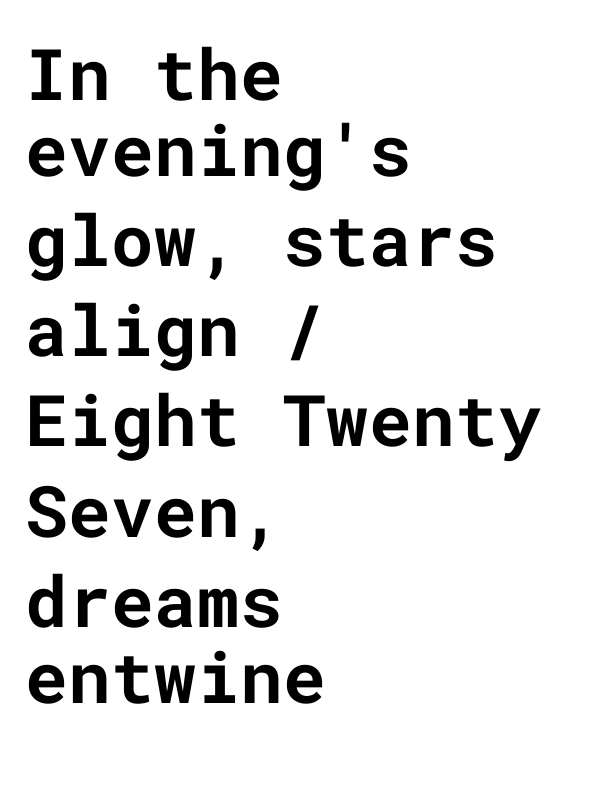 In the
evening's
glow, stars
align /
Eight Twenty
Seven,
dreams
entwine